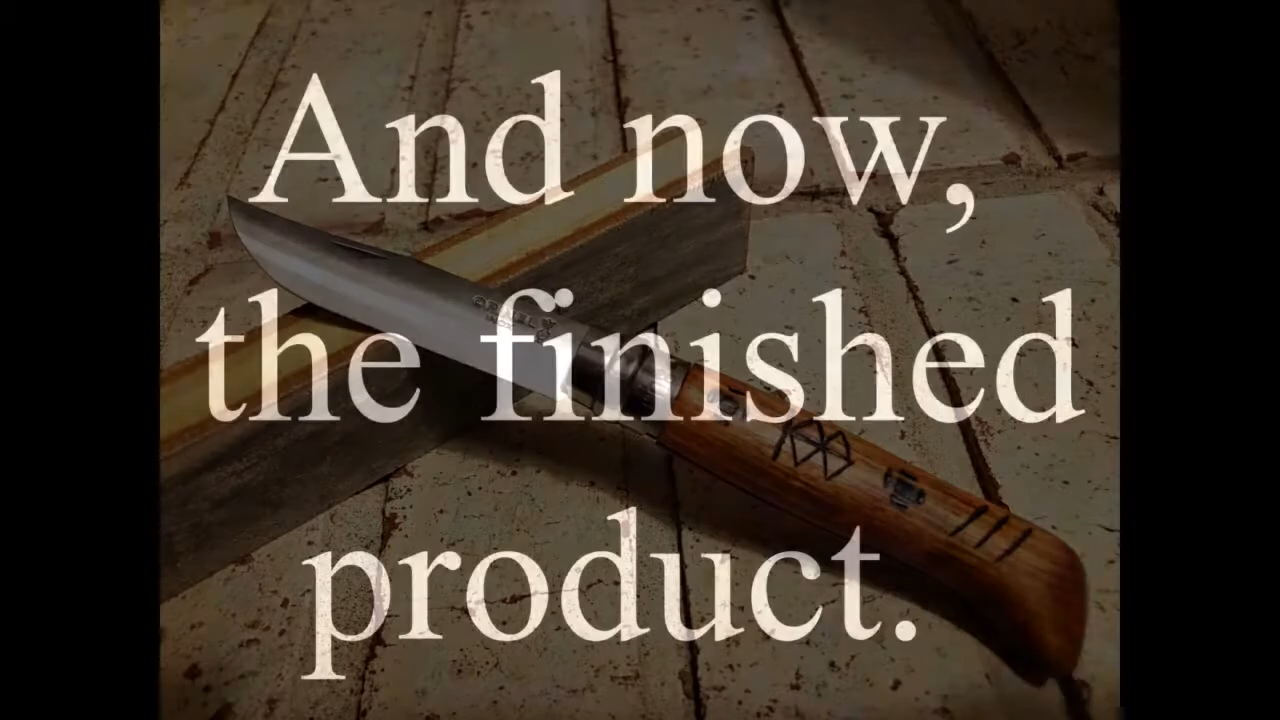 And now,
the finished
product.